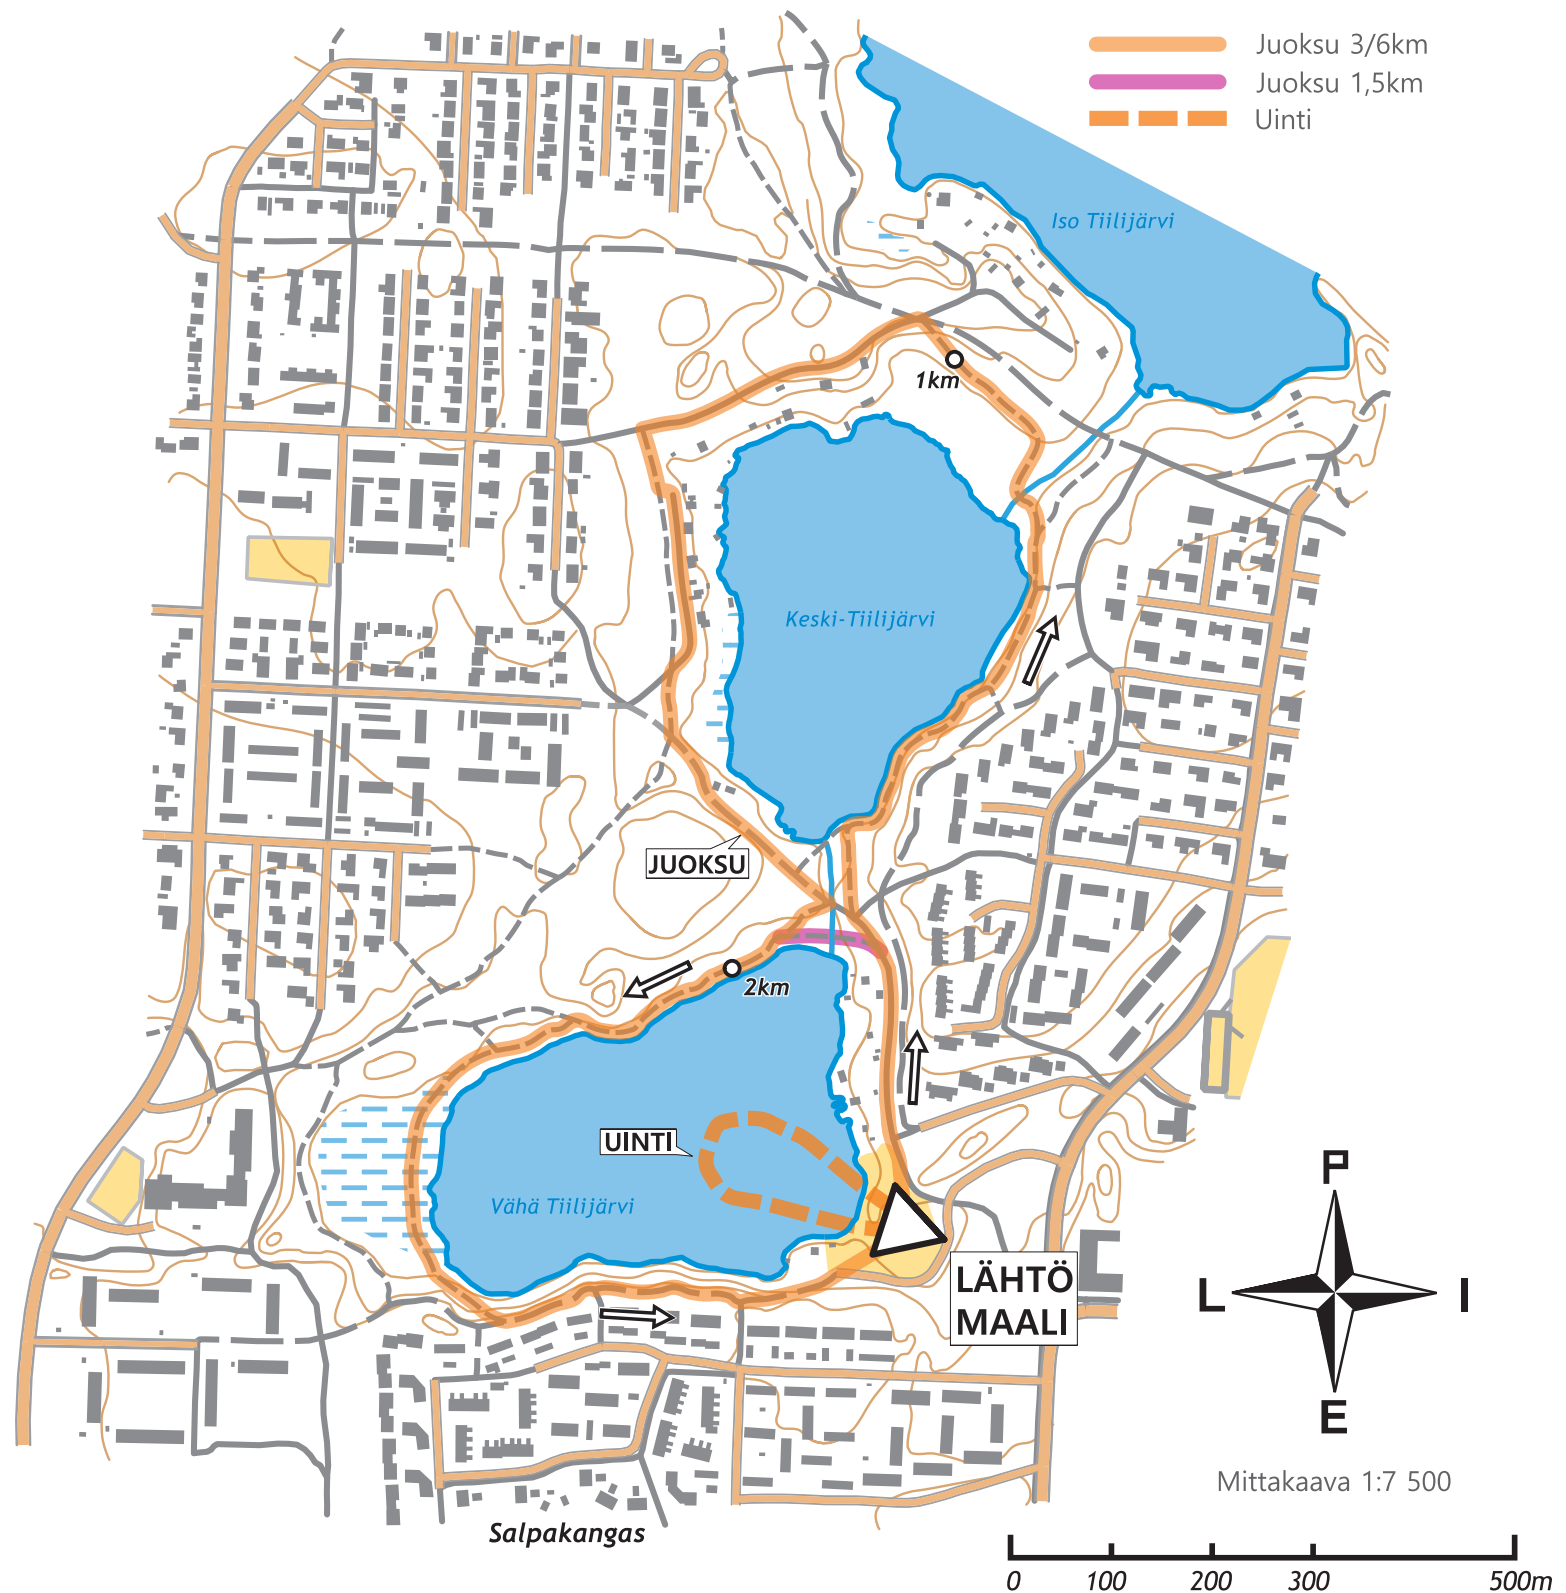 Juoksu 3/6km
Juoksu 1,5km
Uinti
Iso Tiilijärvi
1km
Keski-Tiilijärvi
JUOKSU
2km
UINTI
Vähä Tiilijärvi
LÄHTÖ
MAALI
P
L
I
E
Mittakaava 1:7 500
Salpakangas
0 100 200 300 500m